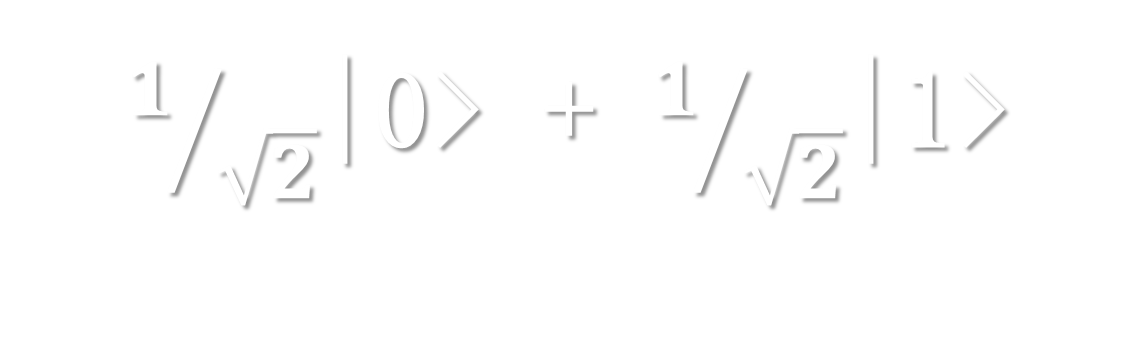 1/√2 |0⟩ + 1/√2 |1⟩